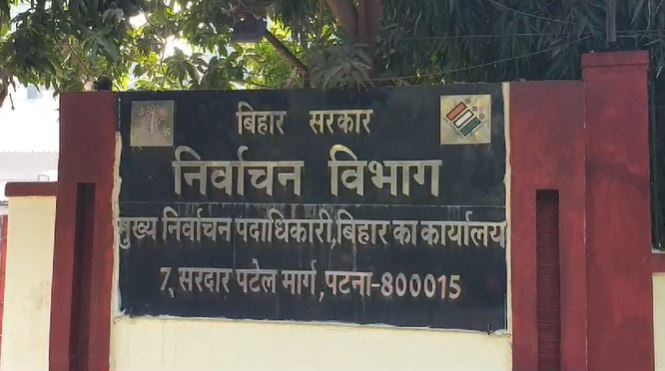 बिहार सरकार
निर्वाचन विभाग
मुख्य निर्वाचन पदाधिकारी,बिहार का कार्यालय
7, सरदार पटेल मार्ग,पटना-800015